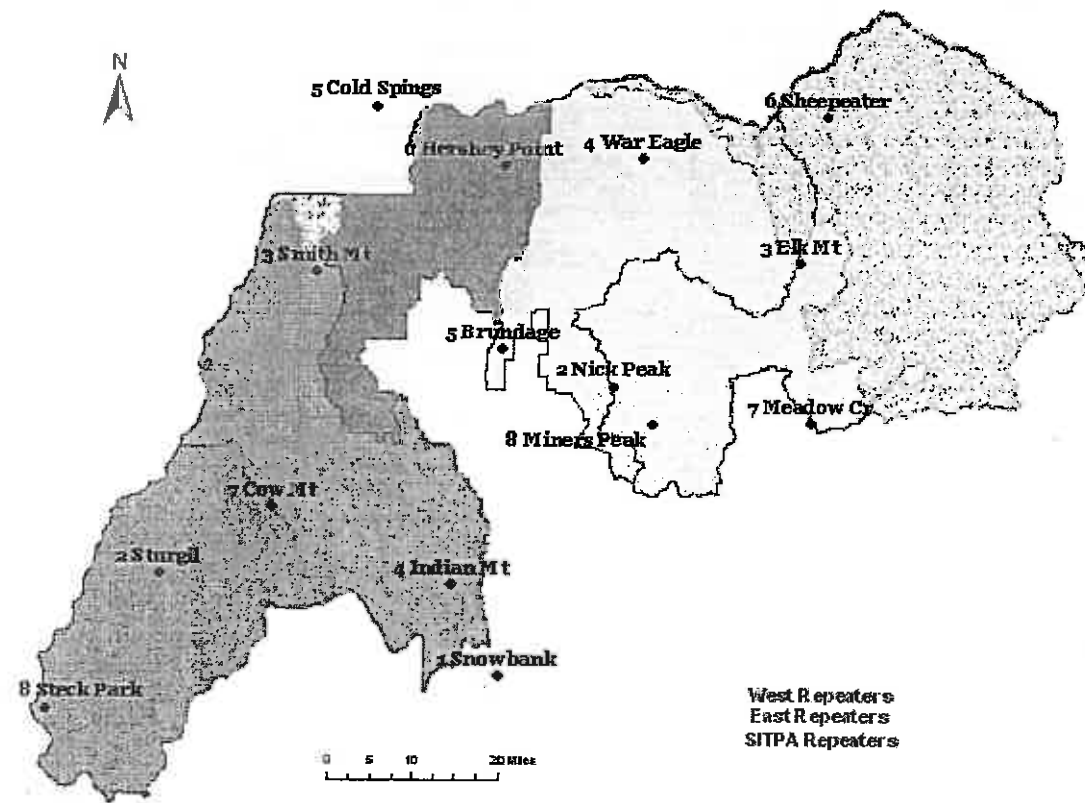 N
5 Cold Spings
6 Sheepeater
6 Hershey Point
4 War Eagle
3 Smith Mt
3 Elk Mt
5 Brundage
2 Nick Peak
7 Meadow Cr
8 Miners Peak
7 Cow Mt
2 Sturgil
4 Indian Mt
1 Snowbank
8 Steck Park
West Repeaters
East Repeaters
SITPA Repeaters
0 5 10 20 Miles